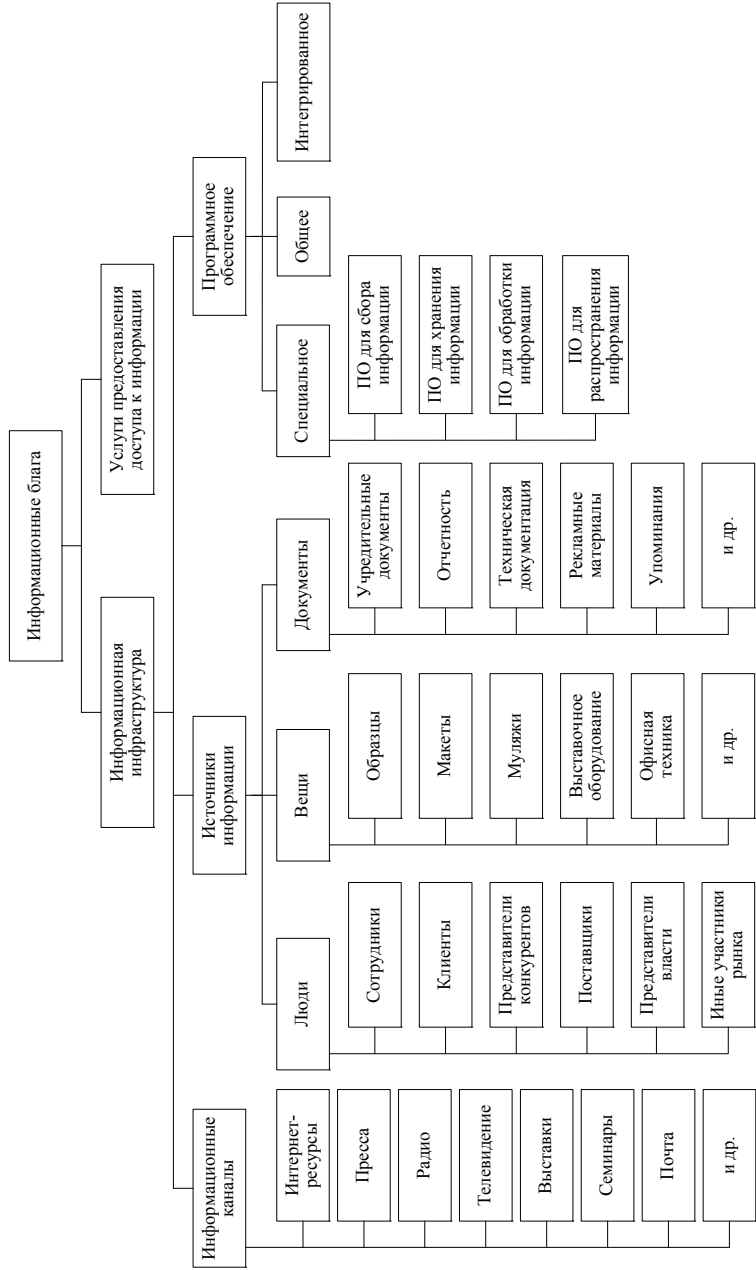 Информационные блага
Информационная
инфраструктура
Услуги предоставления
доступа к информации
Информационные
каналы
Источники
информации
Программное
обеспечение
Интернет-
ресурсы
Пресса
Радио
Телевидение
Выставки
Семинары
Почта
и др.
Люди
Сотрудники
Клиенты
Представители
конкурентов
Поставщики
Представители
власти
Иные участники
рынка
Вещи
Образцы
Макеты
Муляжи
Выставочное
оборудование
Офисная
техника
и др.
Документы
Учредительные
документы
Отчетность
Техническая
документация
Рекламные
материалы
Упоминания
и др.
Специальное
ПО для сбора
информации
ПО для хранения
информации
ПО для обработки
информации
ПО для
распространения
информации
Общее
Интегрированное